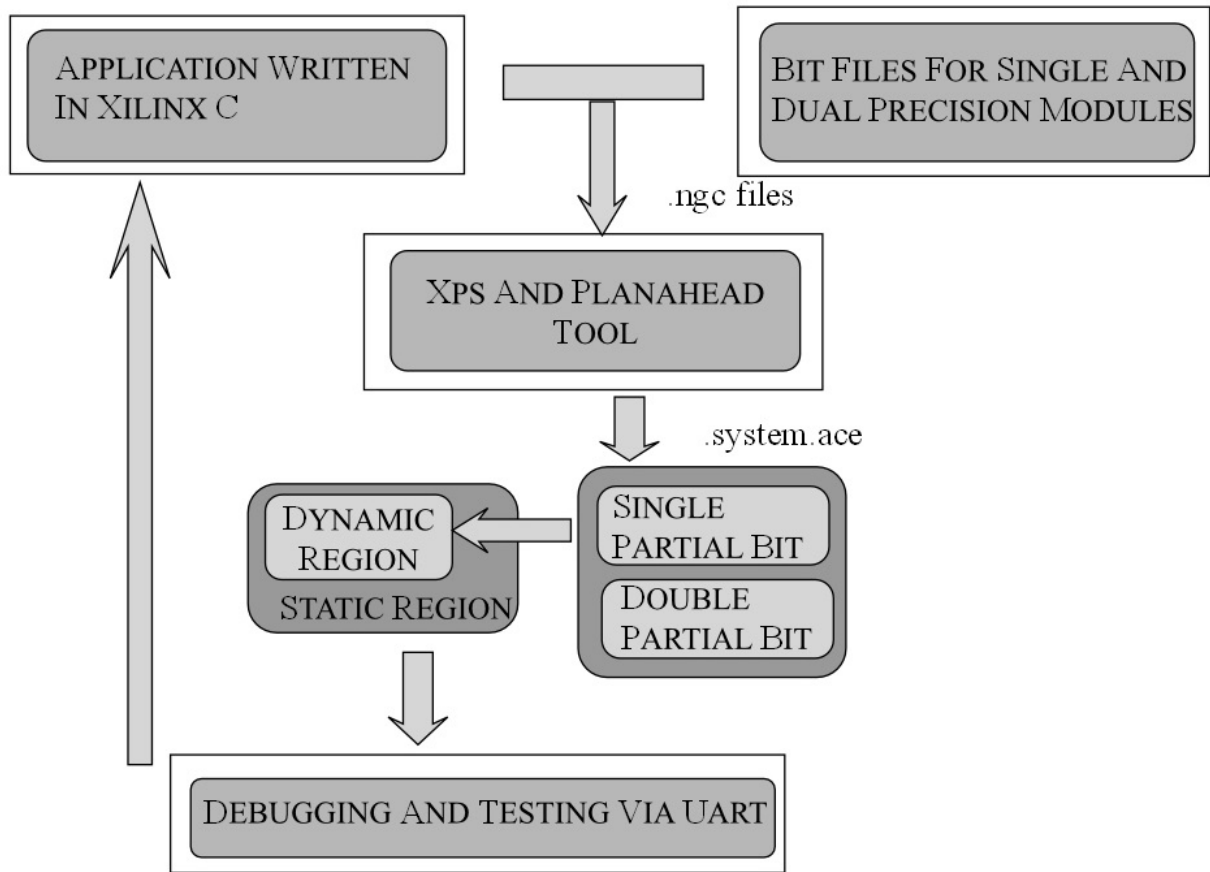 APPLICATION WRITTEN
IN XILINX C
BIT FILES FOR SINGLE AND
DUAL PRECISION MODULES
.ngc files
XPS AND PLANAHEAD
TOOL
.system.ace
SINGLE
PARTIAL BIT
DYNAMIC
REGION
STATIC REGION
DOUBLE
PARTIAL BIT
DEBUGGING AND TESTING VIA UART